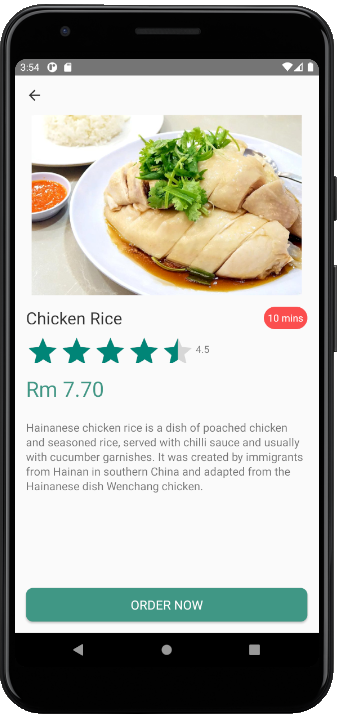 3:54
Chicken Rice
10 mins
4.5
Rm 7.70
Hainanese chicken rice is a dish of poached chicken
and seasoned rice, served with chilli sauce and usually
with cucumber garnishes. It was created by immigrants
from Hainan in southern China and adapted from the
Hainanese dish Wenchang chicken.
ORDER NOW